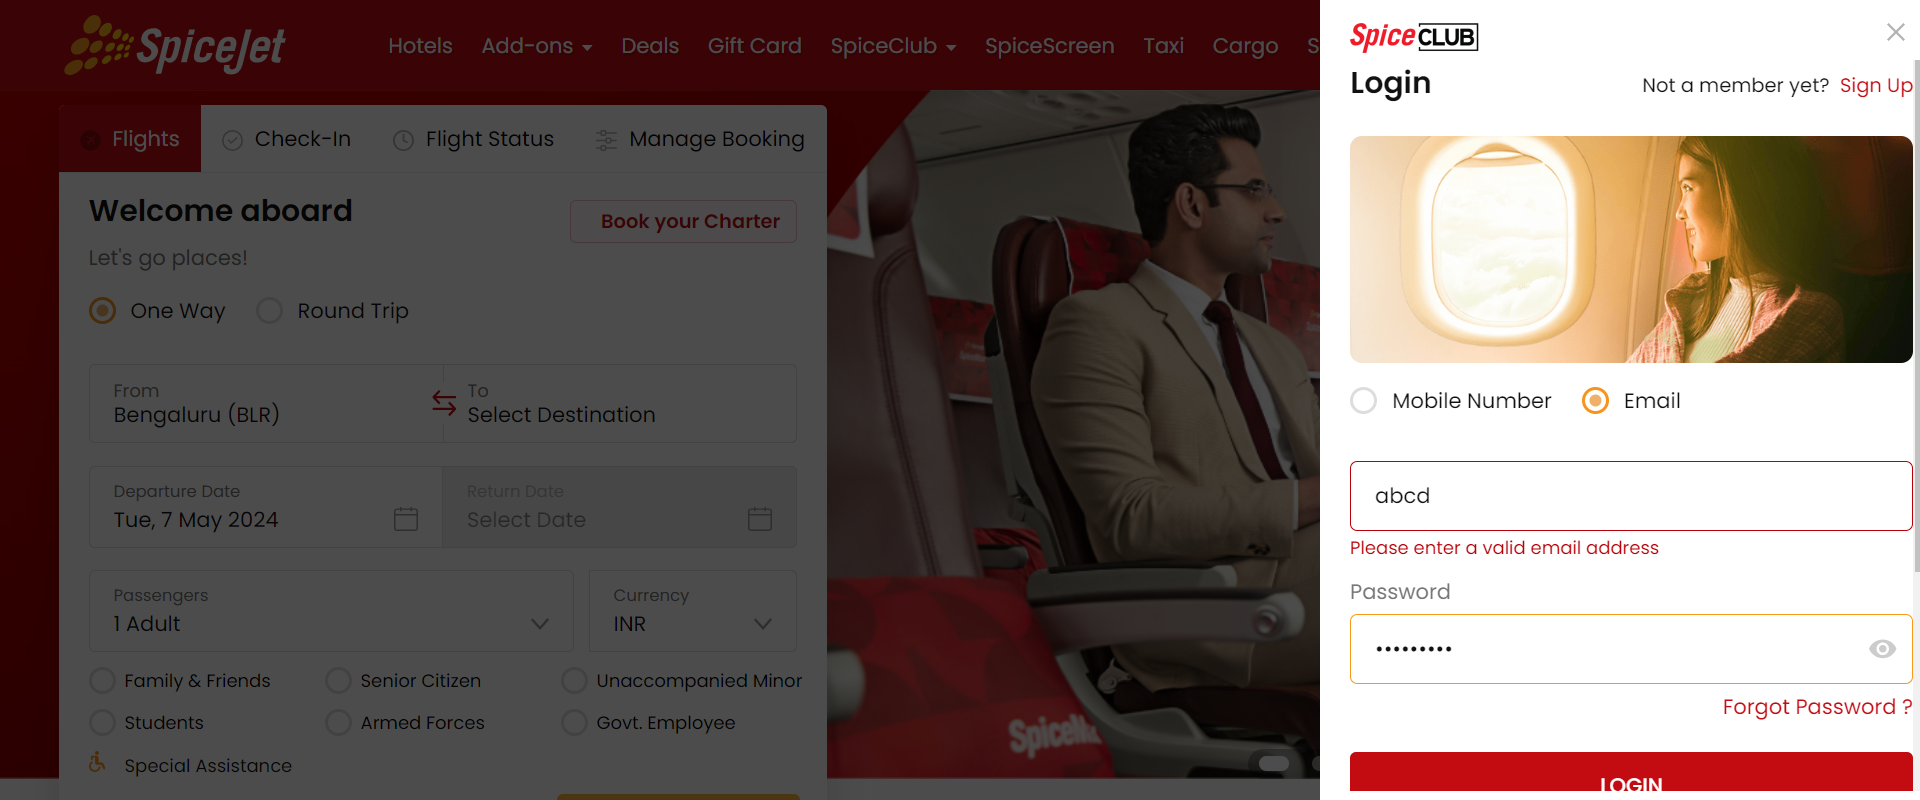 SpiceJet
Hotels Add-ons Deals Gift Card SpiceClub SpiceScreen Taxi Cargo S
Flights Check-In Flight Status Manage Booking
Welcome aboard
Book your Charter
Let's go places!
One Way Round Trip
From
Bengaluru (BLR)
To
Select Destination
Departure Date
Tue, 7 May 2024
Return Date
Select Date
Passengers
1 Adult
Currency
INR
Family & Friends Senior Citizen Unaccompanied Minor
Students Armed Forces Govt. Employee
Special Assistance
SpiceMa
SpiceCLUB
Login
Not a member yet? Sign Up
Mobile Number Email
abcd
Please enter a valid email address
Password
•••••••••
Forgot Password ?
LOGIN